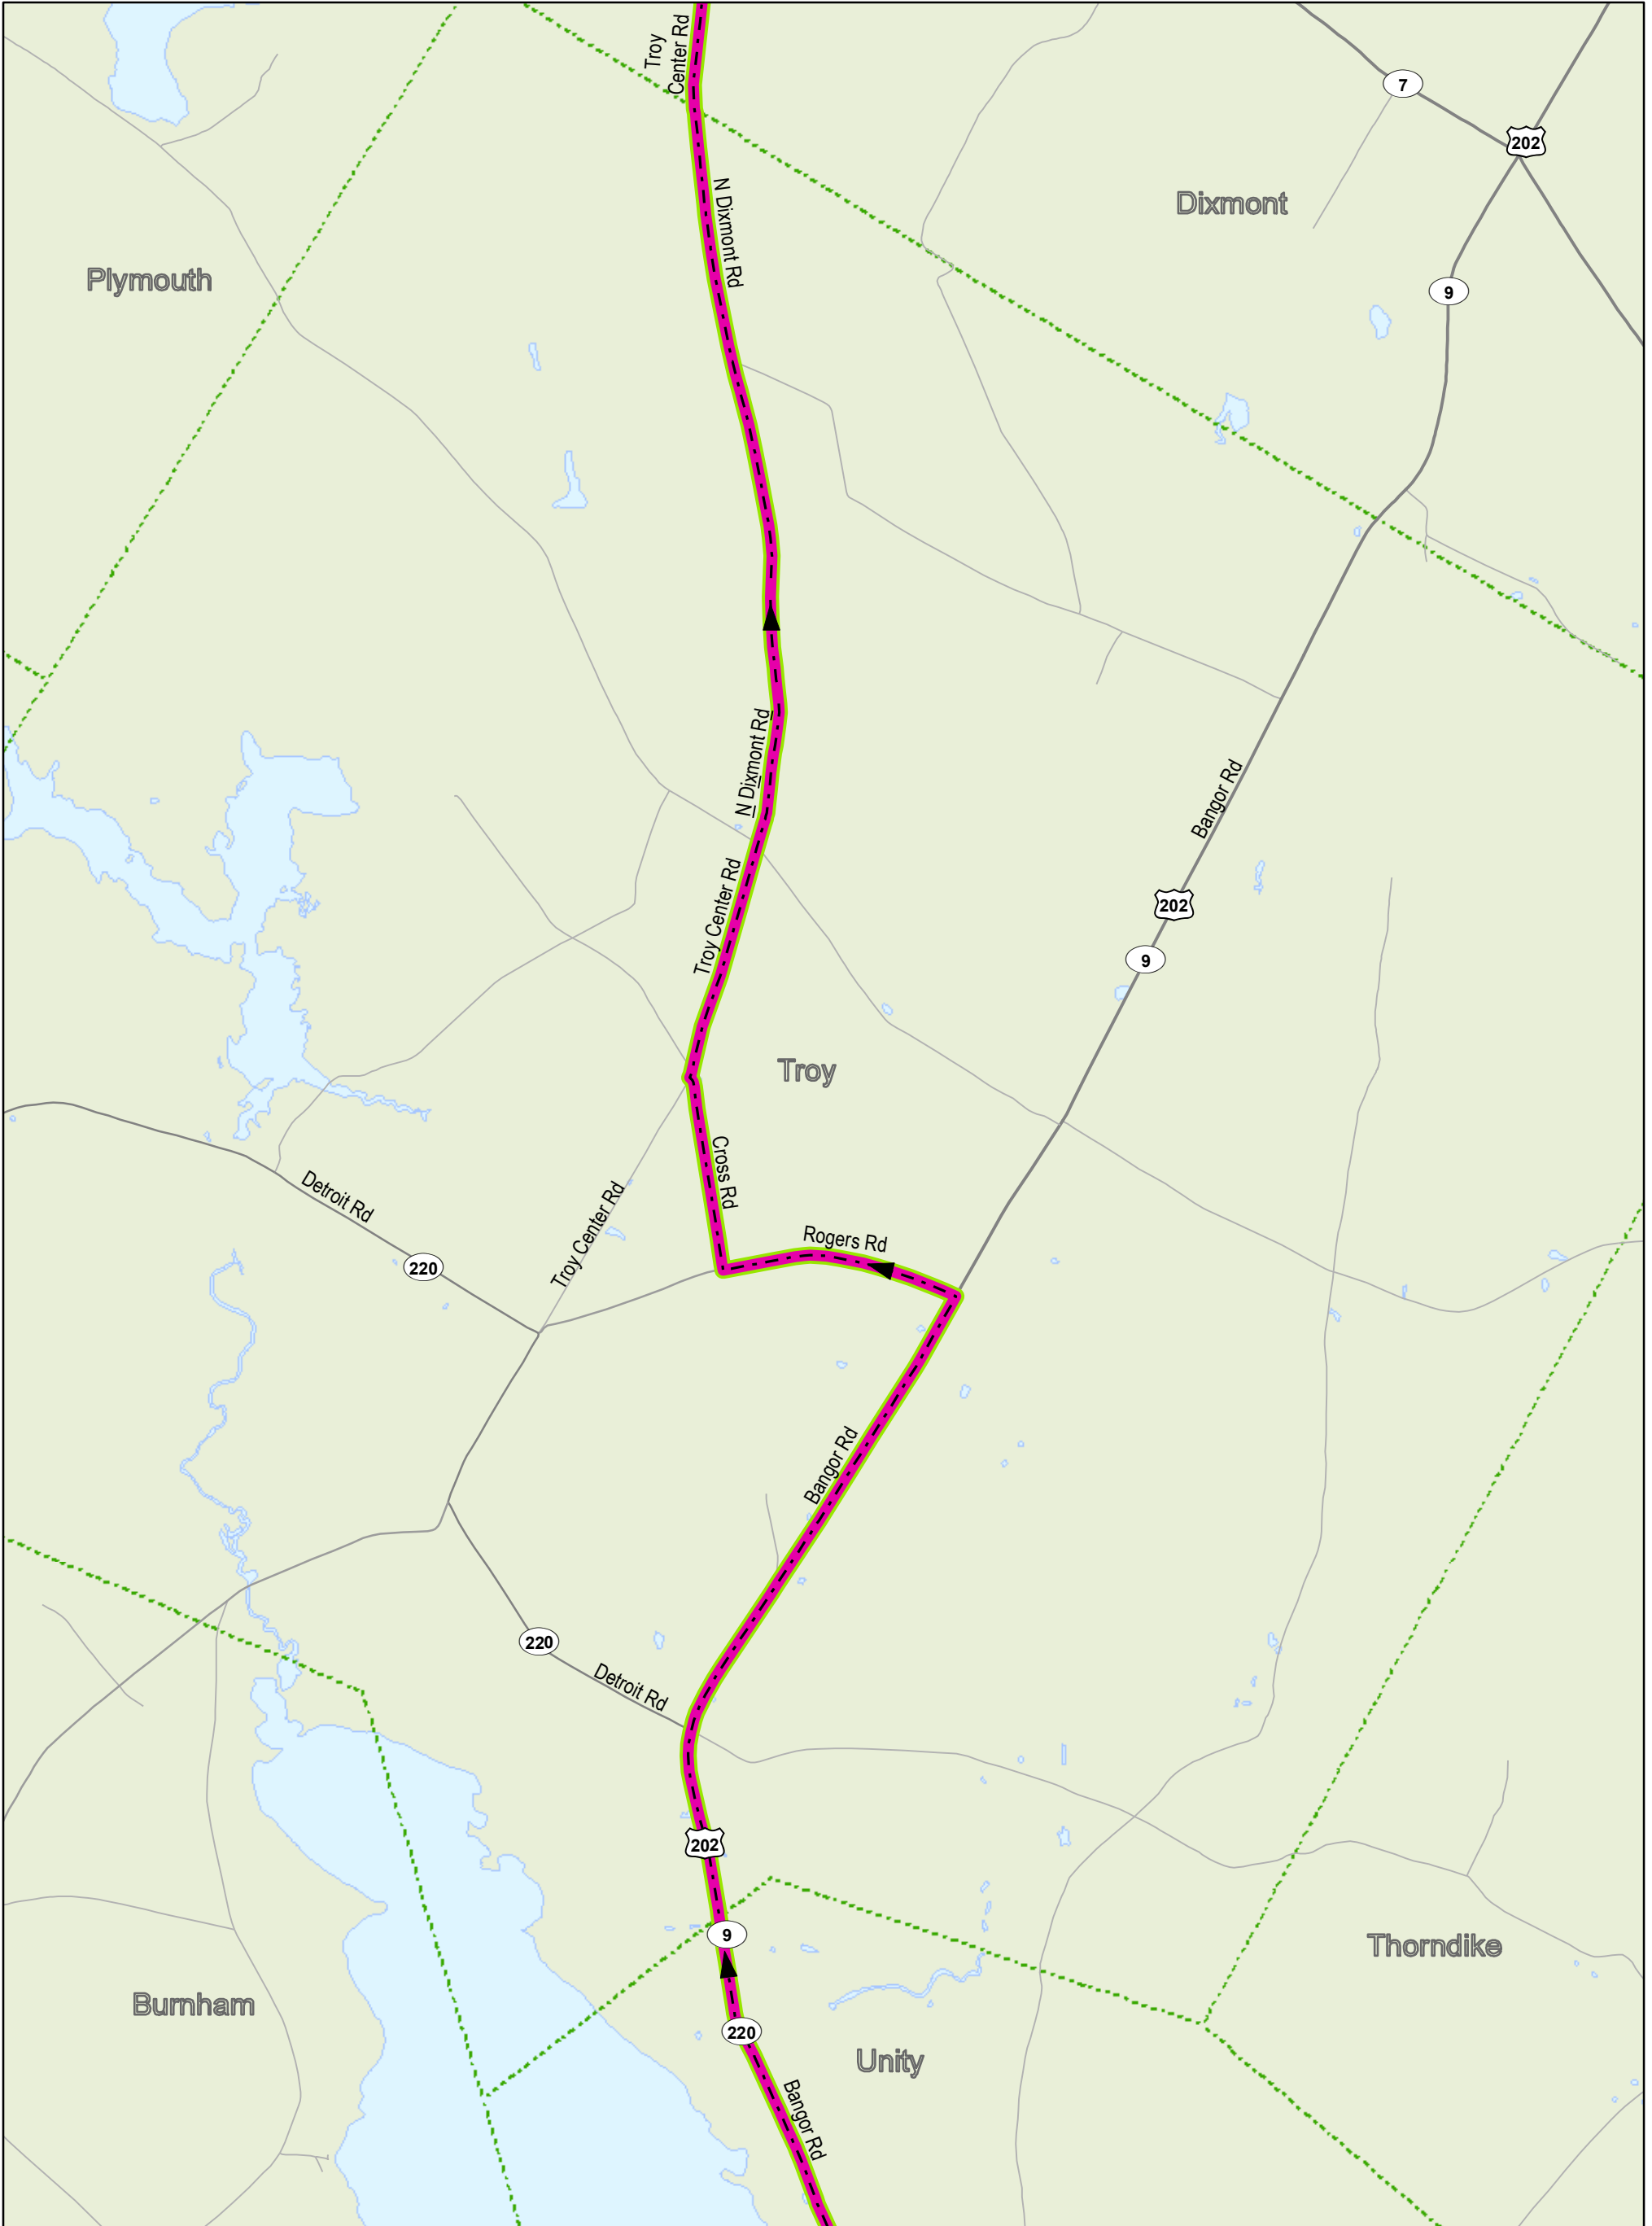 Troy
Center Rd
7
202
N Dixmont Rd
Dixmont
Plymouth
9
N Dixmont Rd
Bangor Rd
Troy Center Rd
202
9
Troy
Cross Rd
Detroit Rd
Troy Center Rd
Rogers Rd
220
Bangor Rd
220
Detroit Rd
202
9
Thorndike
Burnham
220
Unity
Bangor Rd